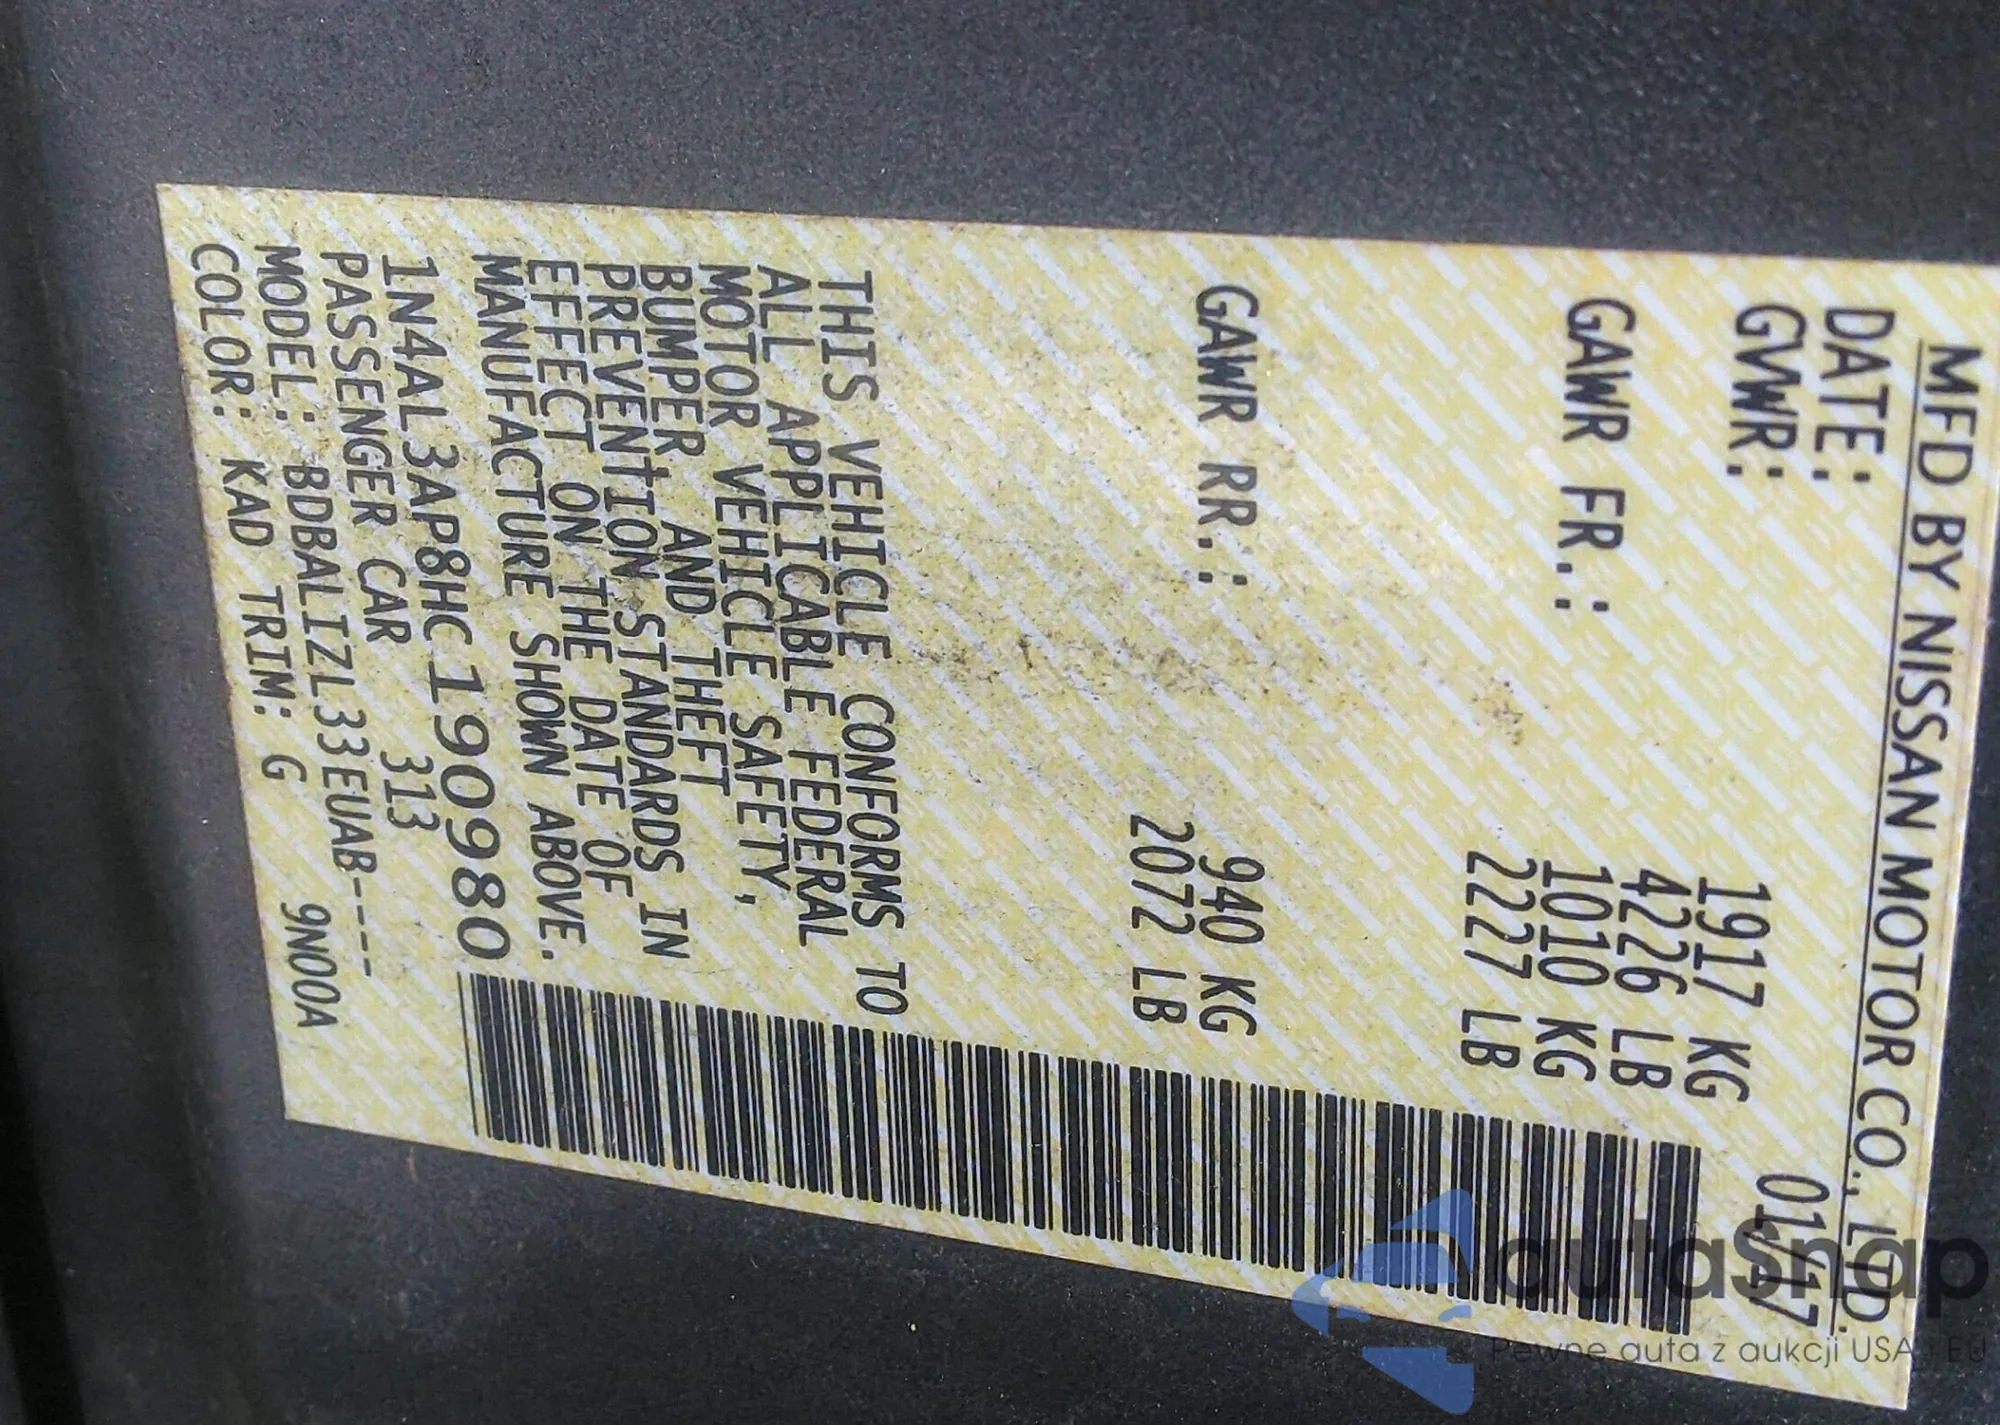 MFD BY NISSAN MOTOR CO., LTD.
DATE: 01/17
GVWR: 1917 KG
4226 LB
GAWR FR.: 1010 KG
2227 LB
GAWR RR.: 940 KG
2072 LB
THIS VEHICLE CONFORMS TO
ALL APPLICABLE FEDERAL
MOTOR VEHICLE SAFETY,
BUMPER AND THEFT
PREVENTION STANDARDS IN
EFFECT ON THE DATE OF
MANUFACTURE SHOWN ABOVE.
1N4AL3AP8HC190980
PASSENGER CAR 313
MODEL: BDBALIZL33EUAB----
COLOR: KAD TRIM: G 9N00A
autasnap
Pewne auta z aukcji USA i EU